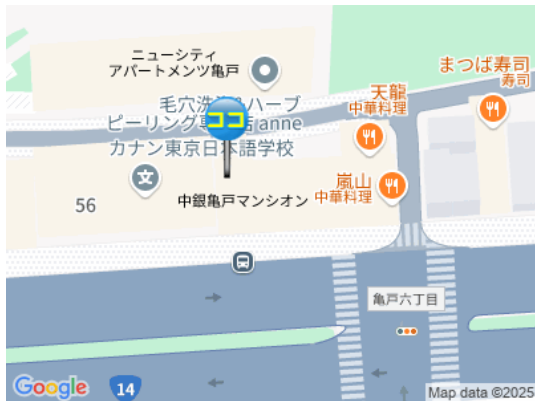 ニューシティ
アパートメンツ亀戸
まつば寿司
寿司
天龍
中華料理
毛穴洗 ハーブ
ピーリング専 店 anne
ココ
カナン東京日本語学校
嵐山
中華料理
56
中銀亀戸マンシオン
亀戸六丁目
Google
14
Map data ©2025